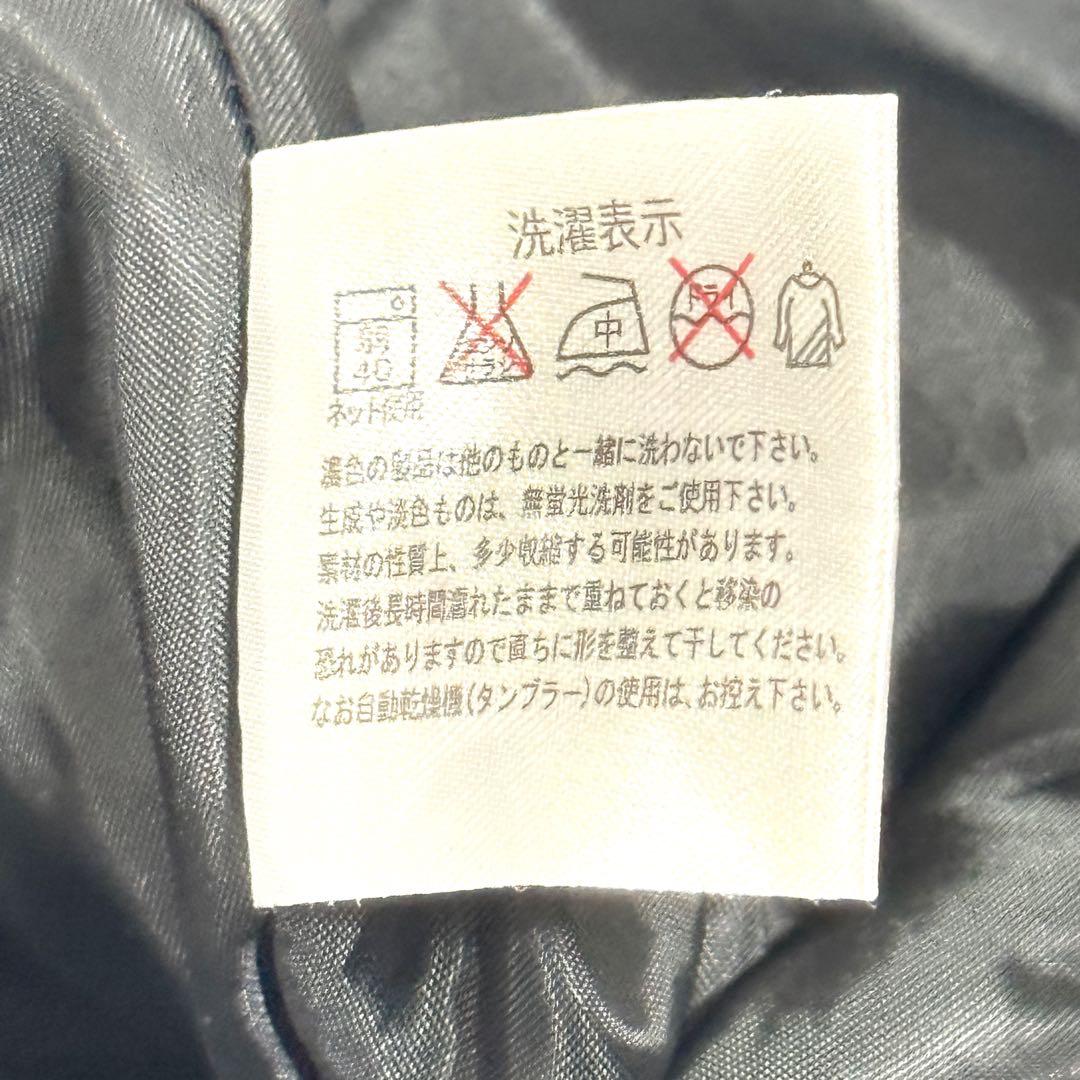 洗濯表示
弱
40
中
ドライ
ネット使用
濃色の製品は他のものと一緒に洗わないで下さい。
生成や淡色ものは、無蛍光洗剤をご使用下さい。
素材の性質上、多少収縮する可能性があります。
洗濯後長時間濡れたままで重ねておくと移染の
恐れがありますので直ちに形を整えて干してください。
なお自動乾燥機(タンブラー)の使用は、お控え下さい。